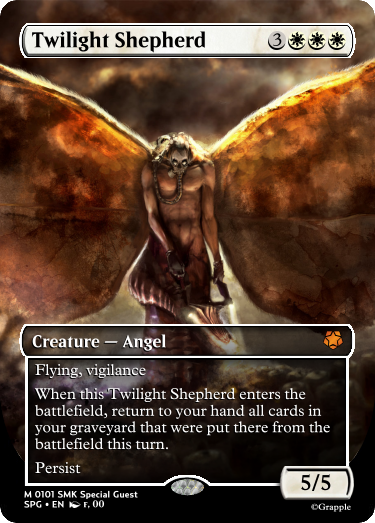 Twilight Shepherd 3
Creature — Angel
Flying, vigilance
When this Twilight Shepherd enters the
battlefield, return to your hand all cards in
your graveyard that were put there from the
battlefield this turn.
Persist
5/5
M 0101 SMK Special Guest
SPG • EN F. 00
©Grapple